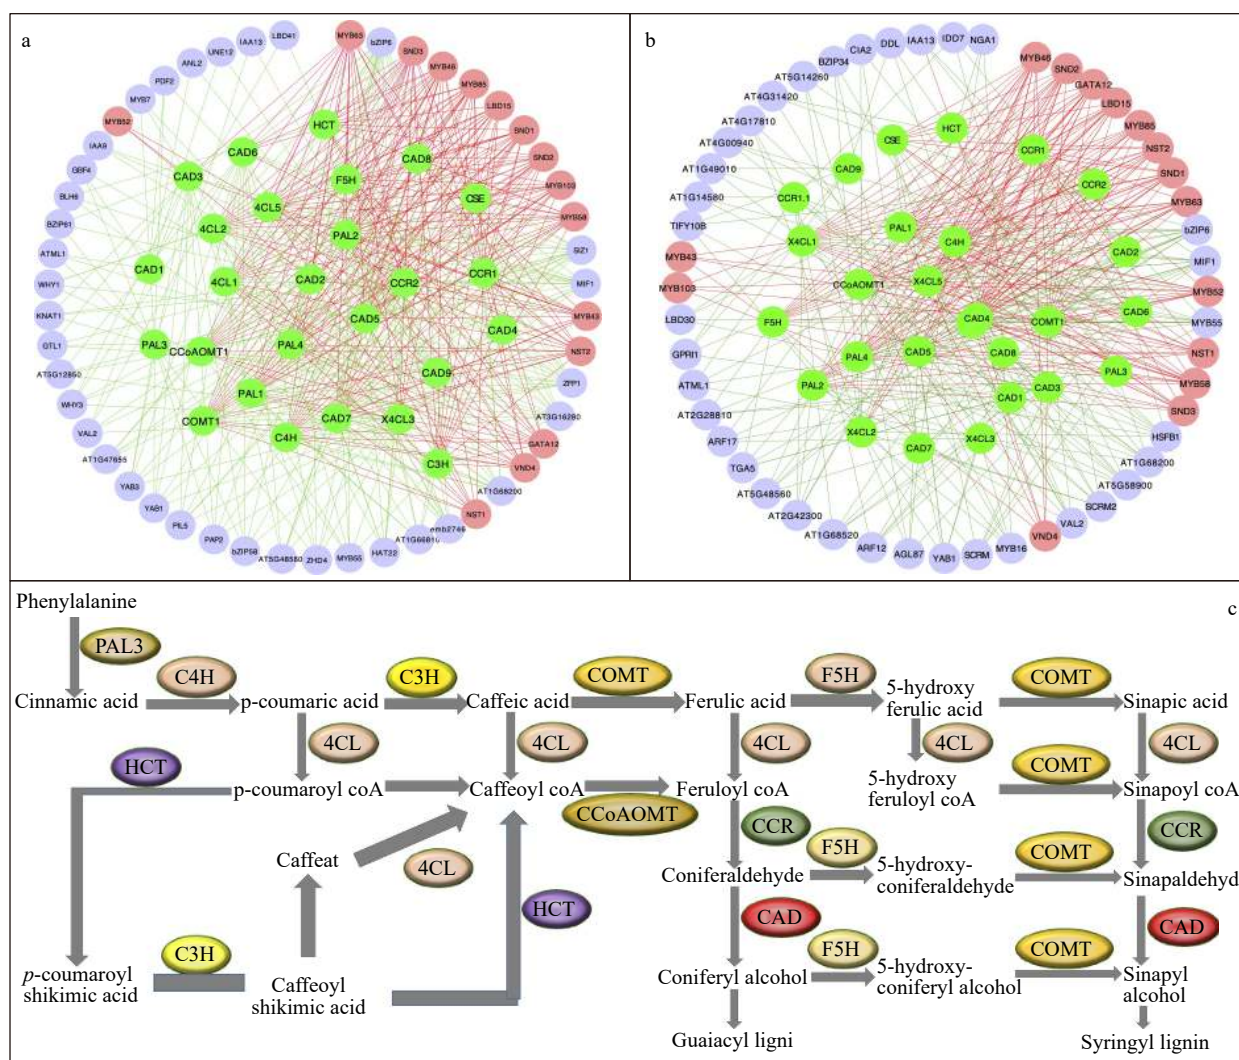 a
MYB63
bZIP6
SND3
MYB46
MYB85
LBD15
SND1
SND2
MYB103
MYB58
SIZ1
MIF1
MYB43
NST2
ZPP1
AT3G16280
GATA12
VND4
AT1G68200
NST1
emb2746
AT1G66810
HAT22
MYB55
ZHD4
AT5G48560
bZIP58
PAP2
PIL5
YAB1
YAB3
AT1G47655
VAL2
WHY3
AT5G12850
GTL1
KNAT1
WHY1
ATML1
BZIP61
BLH6
GBF4
IAA9
MYB52
MYB7
PDF2
ANL2
UNE12
IAA13
LBD41
HCT
CAD6
CAD3
F5H
CAD8
4CL5
CSE
4CL2
PAL2
CAD1
4CL1
CAD2
CCR2
CCR1
CAD5
CAD4
PAL3
CCoAOMT1
PAL4
CAD9
PAL1
COMT1
CAD7
X4CL3
C4H
C3H
b
DDL
IAA13
IDD7
NGA1
CIA2
BZIP34
AT5G14260
AT4G31420
AT4G17810
AT4G00940
AT1G49010
AT1G14580
TIFY10B
MYB43
MYB103
LBD30
GPRI1
ATML1
AT2G28810
ARF17
TGA5
AT5G48560
AT2G42300
AT1G68520
ARF12
AGL87
YAB1
SCRM
MYB16
VND4
VAL2
SCRM2
AT5G58900
AT1G68200
HSFB1
SND3
MYB58
NST1
MYB55
MYB52
MIF1
bZIP6
MYB63
SND1
NST2
MYB85
LBD15
GATA12
SND2
MYB46
CSE
HCT
CCR1
CAD9
CCR2
CCR1.1
PAL1
X4CL1
C4H
CAD2
CCoAOMT1
X4CL5
F5H
CAD4
COMT1
CAD6
PAL4
CAD5
CAD8
PAL3
PAL2
CAD1
CAD3
X4CL2
CAD7
X4CL3
c
Phenylalanine
PAL3
C4H
C3H
COMT
F5H
COMT
Cinnamic acid
p-coumaric acid
Caffeic acid
Ferulic acid
5-hydroxy
ferulic acid
Sinapic acid
HCT
4CL
4CL
4CL
4CL
COMT
4CL
p-coumaroyl coA
Caffeoyl coA
Feruloyl coA
5-hydroxy
feruloyl coA
Sinapoyl coA
CCoAOMT
CCR
F5H
COMT
CCR
Caffeat
4CL
Coniferaldehyde
5-hydroxy-
coniferaldehyde
Sinapaldehyd
HCT
CAD
F5H
COMT
CAD
C3H
p-coumaroyl
shikimic acid
Caffeoyl
shikimic acid
Coniferyl alcohol
5-hydroxy-
coniferyl alcohol
Sinapyl
alcohol
Guaiacyl ligni
Syringyl lignin